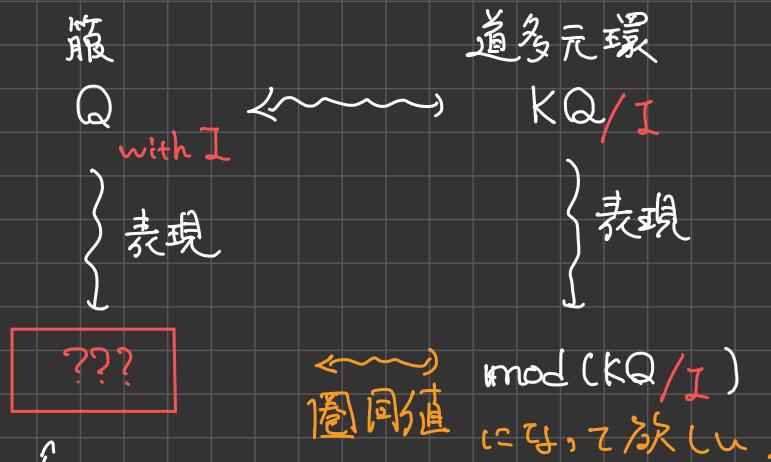 箙 道多元環
Q KQ/I
with I
表現 表現
??? mod(KQ/I)
圏同値 になって欲しい.